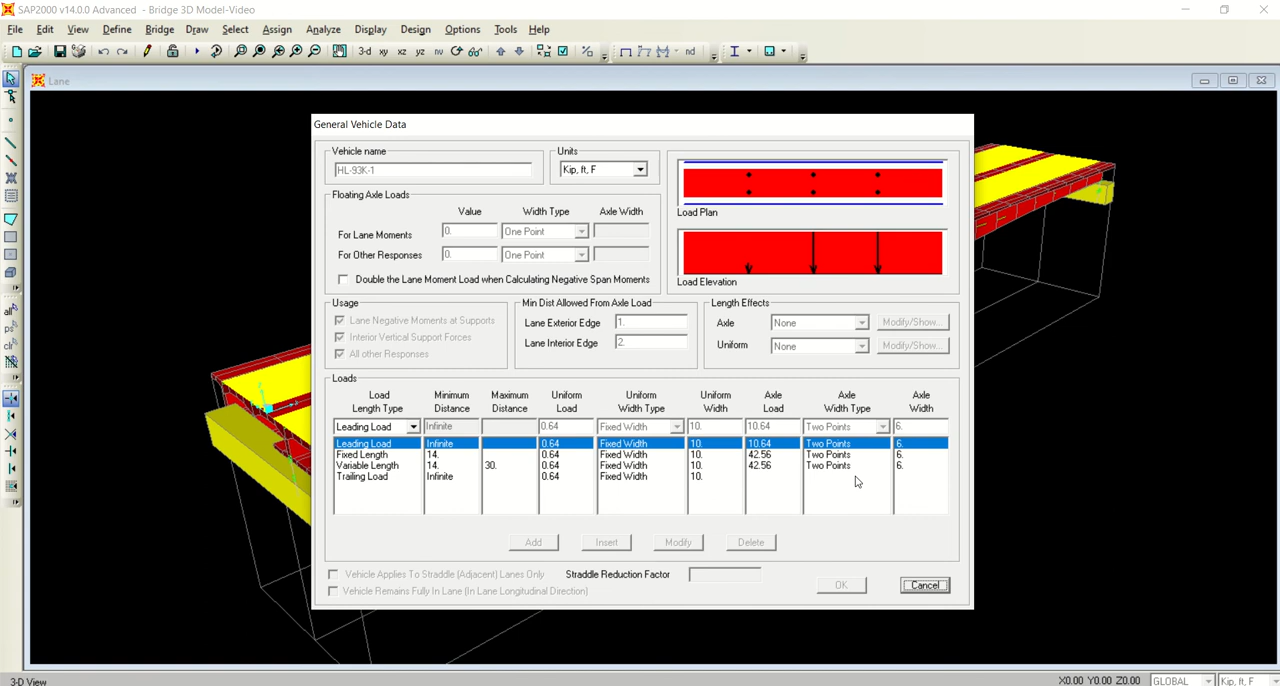 SAP2000 v14.0.0 Advanced - Bridge 3D Model-Video
File Edit View Define Bridge Draw Select Assign Analyze Display Design Options Tools Help
3-d xy xz yz nv nd
Lane
General Vehicle Data
Vehicle name
HL-93K-1
Units
Kip, ft, F
Floating Axle Loads
Value Width Type Axle Width
For Lane Moments 0. One Point
For Other Responses 0. One Point
Double the Lane Moment Load when Calculating Negative Span Moments
Load Plan
Load Elevation
Usage
Lane Negative Moments at Supports
Interior Vertical Support Forces
All other Responses
Min Dist Allowed From Axle Load
Lane Exterior Edge 1.
Lane Interior Edge 2.
Length Effects
Axle None Modify/Show...
Uniform None Modify/Show...
Loads
Load Minimum Maximum Uniform Uniform Uniform Axle Axle Axle
Length Type Distance Distance Load Width Type Width Load Width Type Width
Leading Load Infinite 0.64 Fixed Width 10. 10.64 Two Points 6.
Leading Load Infinite 0.64 Fixed Width 10. 10.64 Two Points 6.
Fixed Length 14. 0.64 Fixed Width 10. 42.56 Two Points 6.
Variable Length 14. 30. 0.64 Fixed Width 10. 42.56 Two Points 6.
Trailing Load Infinite 0.64 Fixed Width 10.
Add Insert Modify Delete
Vehicle Applies To Straddle (Adjacent) Lanes Only Straddle Reduction Factor
Vehicle Remains Fully In Lane (In Lane Longitudinal Direction)
OK Cancel
all
ps
clr
3-D View X0.00 Y0.00 Z0.00 GLOBAL Kip, ft, F